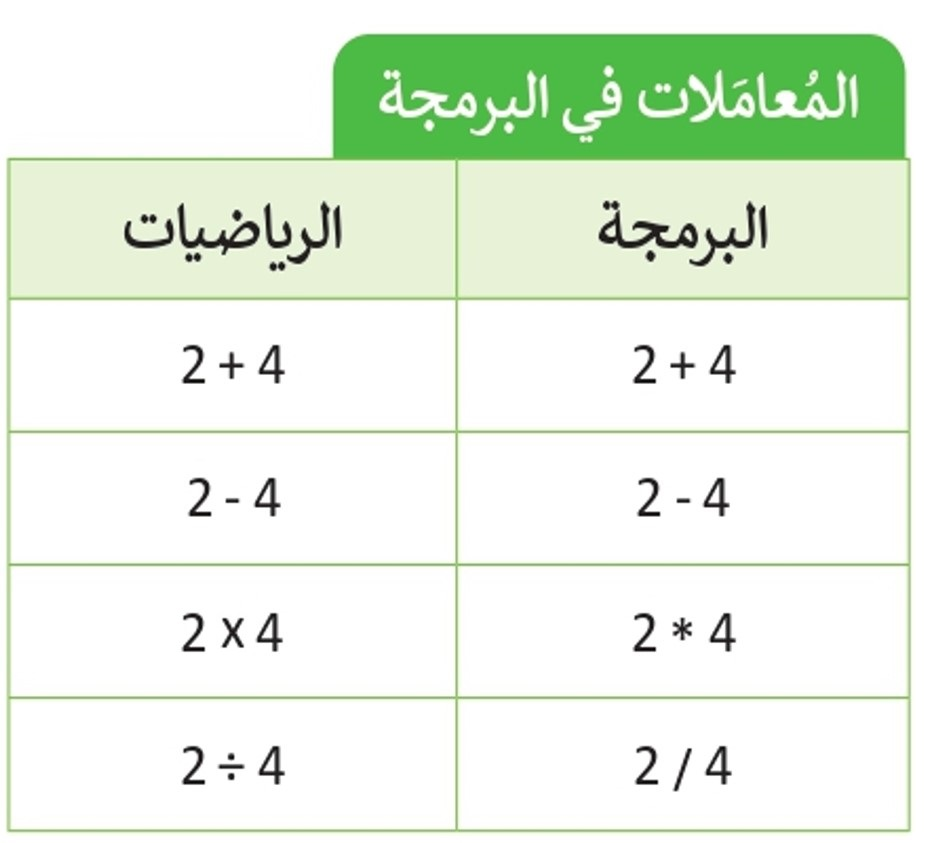 المُعامَلات في البرمجة
البرمجة الرياضيات
2 + 4 2 + 4
2 - 4 2 - 4
2 * 4 2 x 4
2 / 4 2 ÷ 4